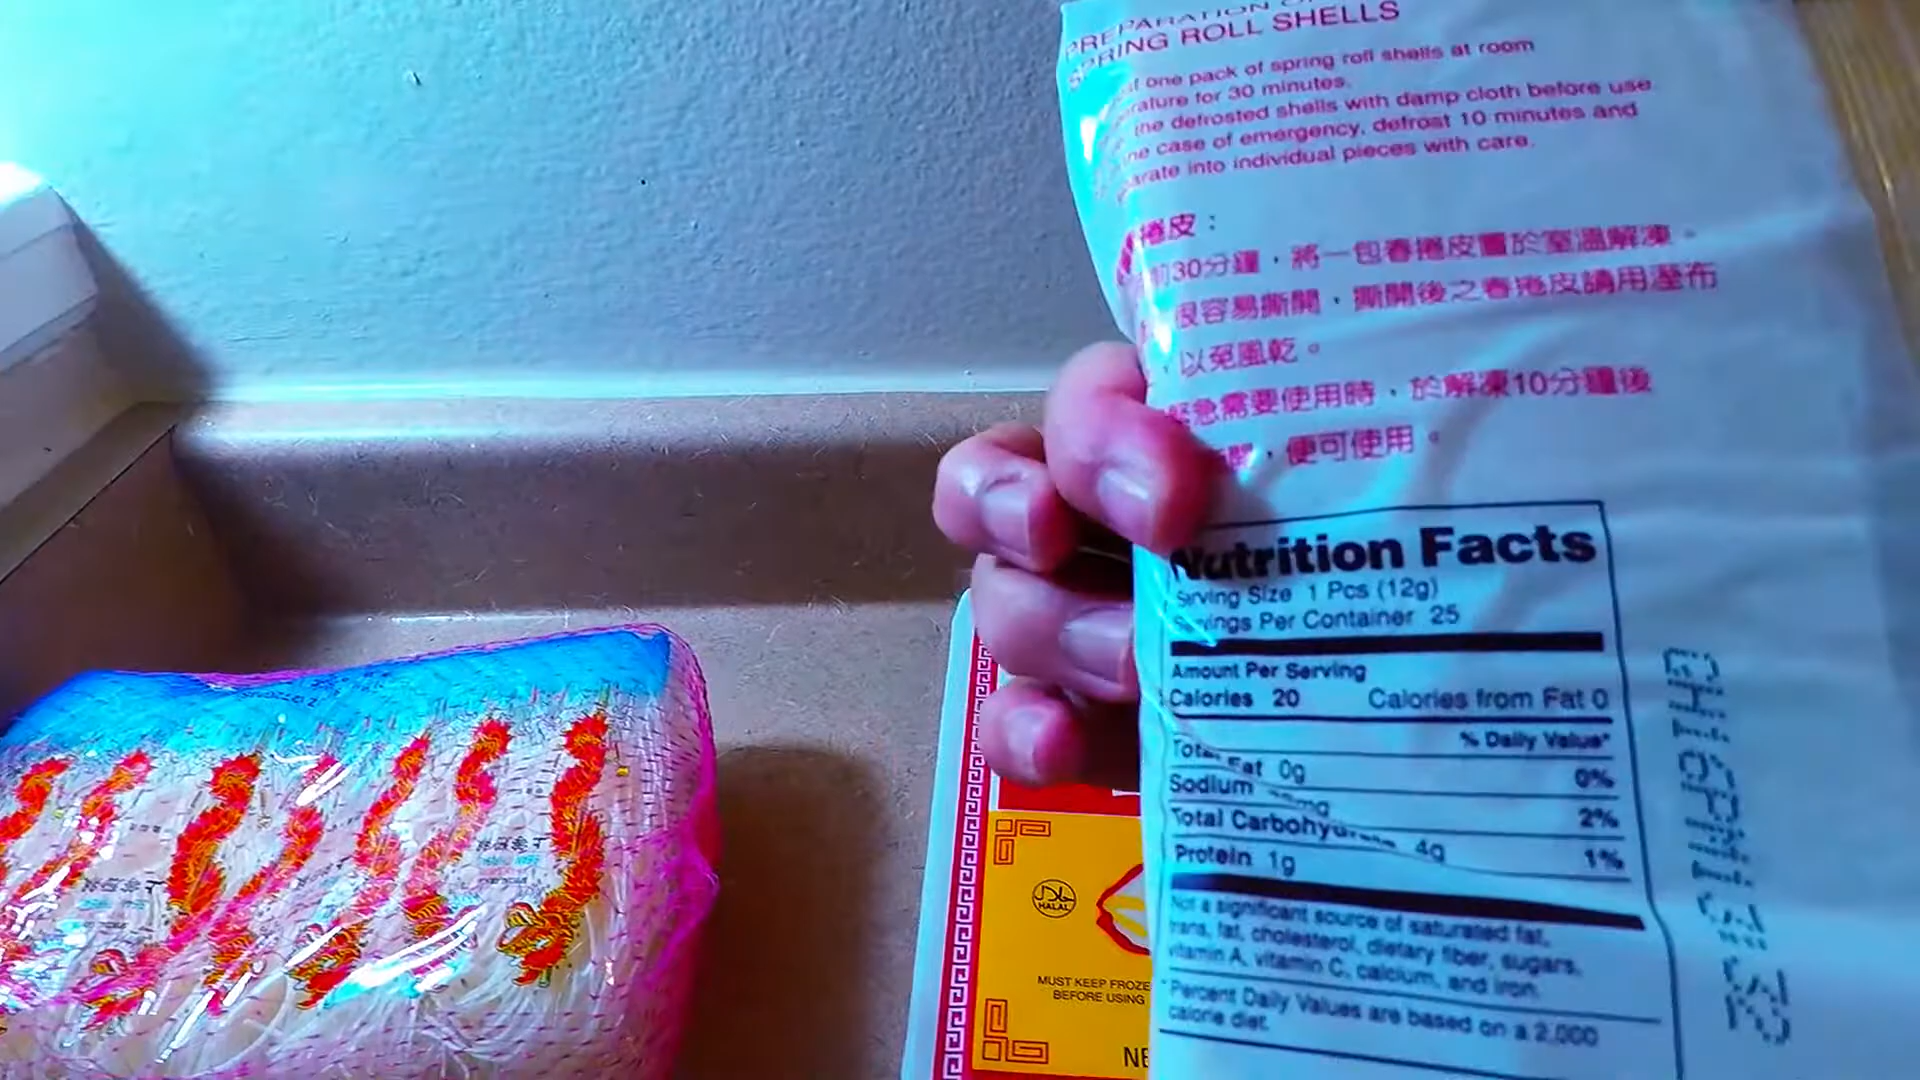 PREPARATION
SPRING ROLL SHELLS
one pack of spring roll shells at room
for 30 minutes.
the defrosted shells with damp cloth before use
case of emergency, defrost 10 minutes and
into individual pieces with care.
捲皮：
前30分鐘，將一包春捲皮置於室溫解凍。
很容易撕開，撕開後之春捲皮請用溼布
以免風乾。
緊急需要使用時，於解凍10分鐘後
，便可使用。
Nutrition Facts
Serving Size 1 Pcs (12g)
Servings Per Container 25
Amount Per Serving
Calories 20 Calories from Fat 0
% Daily Value*
Total Fat 0g 0%
Sodium 2%
Total Carbohydrate 4g 1%
Protein 1g
Not a significant source of saturated fat,
trans, fat, cholesterol, dietary fiber, sugars,
vitamin A, vitamin C, calcium, and iron.
*Percent Daily Values are based on a 2,000
calorie diet.
HALAL
MUST KEEP
BEFORE USING